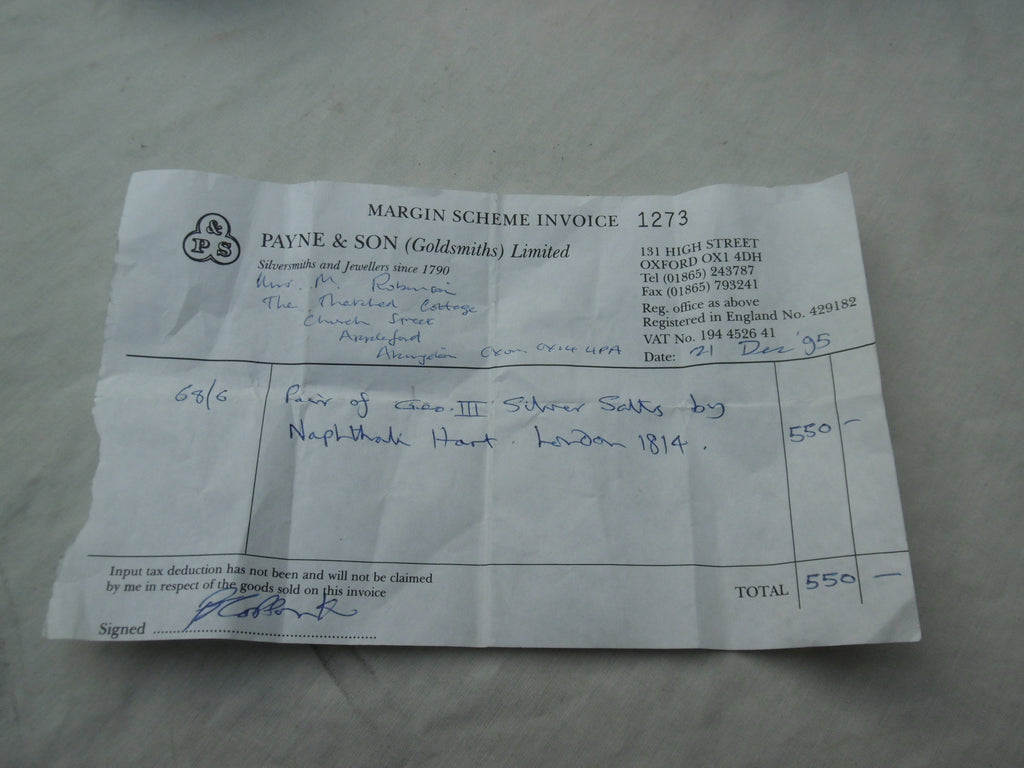 MARGIN SCHEME INVOICE 1273
& P S
PAYNE & SON (Goldsmiths) Limited
Silversmiths and Jewellers since 1790
131 HIGH STREET
OXFORD OX1 4DH
Tel (01865) 243787
Fax (01865) 793241
Reg. office as above
Registered in England No. 429182
VAT No. 194 4526 41
Date: 21 Dec '95
Mrs. M. Robinson
The Thatched Cottage
Church Street
Appleford
Abingdon Oxon OX14 4PA
68/6 Pair of Geo. III Silver Salts by
Naphthali Hart. London 1814. 550 –
Input tax deduction has not been and will not be claimed
by me in respect of the goods sold on this invoice
TOTAL 550 –
Signed